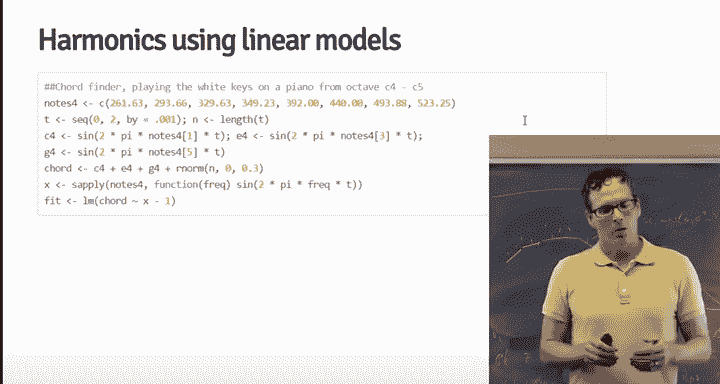 Harmonics using linear models
##Chord finder, playing the white keys on a piano from octave c4 - c5
notes4 <- c(261.63, 293.66, 329.63, 349.23, 392.00, 440.00, 493.88, 523.25)
t <- seq(0, 2, by = .001); n <- length(t)
c4 <- sin(2 * pi * notes4[1] * t); e4 <- sin(2 * pi * notes4[3] * t);
g4 <- sin(2 * pi * notes4[5] * t)
chord <- c4 + e4 + g4 + rnorm(n, 0, 0.3)
x <- sapply(notes4, function(freq) sin(2 * pi * freq * t))
fit <- lm(chord ~ x - 1)